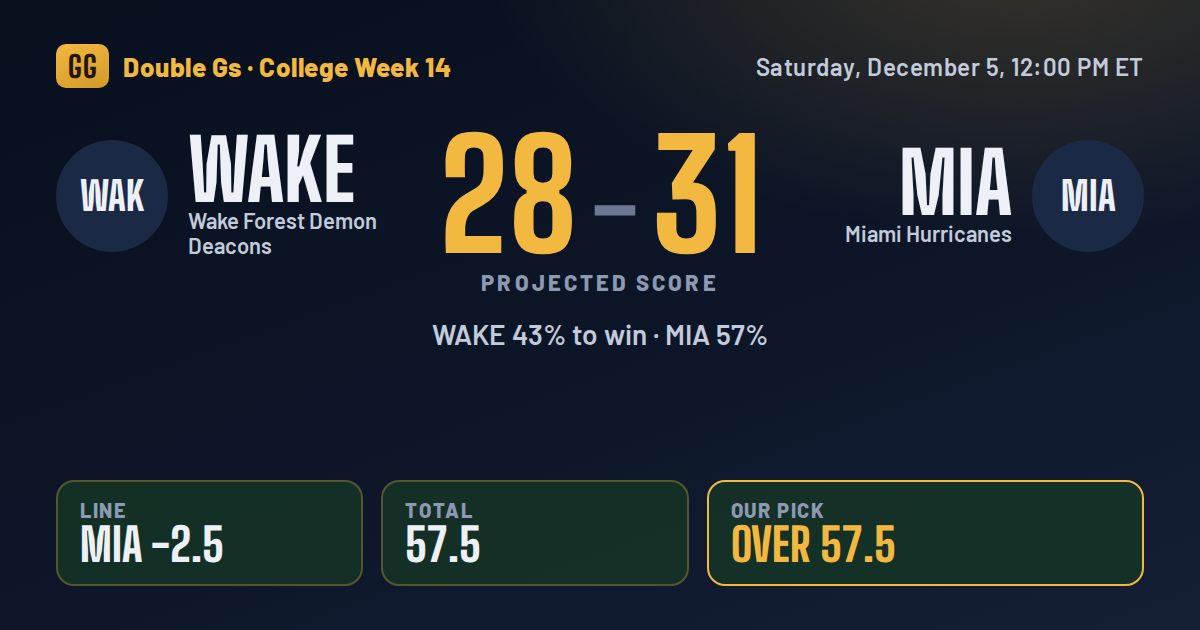 GG
Double Gs · College Week 14
Saturday, December 5, 12:00 PM ET
WAK
WAKE
Wake Forest Demon
Deacons
28 – 31
PROJECTED SCORE
WAKE 43% to win · MIA 57%
MIA
Miami Hurricanes
MIA
LINE
MIA −2.5
TOTAL
57.5
OUR PICK
OVER 57.5